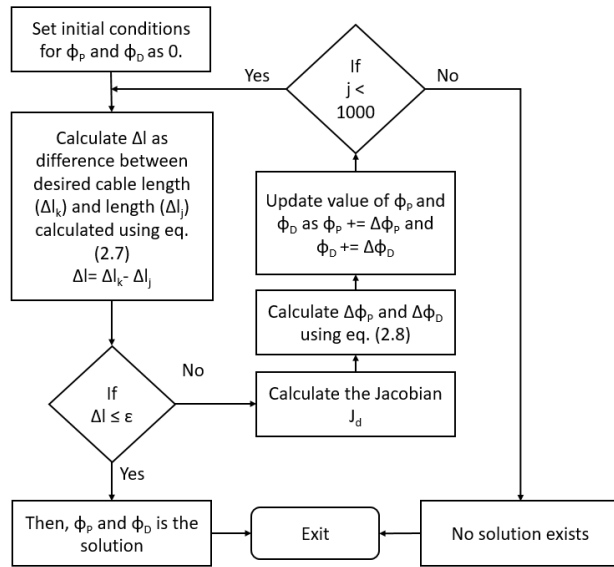 Set initial conditions
for ϕP and ϕD as 0.
Yes
If
j <
1000
No
Calculate Δl as
difference between
desired cable length
(Δlk) and length (Δlj)
calculated using eq.
(2.7)
Δl= Δlk- Δlj
Update value of ϕP and
ϕD as ϕP += ΔϕP and
ϕD += ΔϕD
Calculate ΔϕP and ΔϕD
using eq. (2.8)
If
Δl ≤ ε
No
Calculate the Jacobian
Jd
Yes
Then, ϕP and ϕD is the
solution
Exit
No solution exists